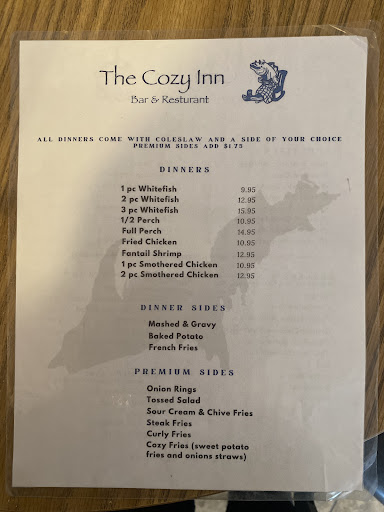 The Cozy Inn
Bar & Resturant
ALL DINNERS COME WITH COLESLAW AND A SIDE OF YOUR CHOICE
PREMIUM SIDES ADD $1.75
DINNERS
1 pc Whitefish 9.95
2 pc Whitefish 12.95
3 pc Whitefish 15.95
1/2 Perch 10.95
Full Perch 14.95
Fried Chicken 10.95
Fantail Shrimp 12.95
1 pc Smothered Chicken 10.95
2 pc Smothered Chicken 12.95
DINNER SIDES
Mashed & Gravy
Baked Potato
French Fries
PREMIUM SIDES
Onion Rings
Tossed Salad
Sour Cream & Chive Fries
Steak Fries
Curly Fries
Cozy Fries (sweet potato
fries and onions straws)